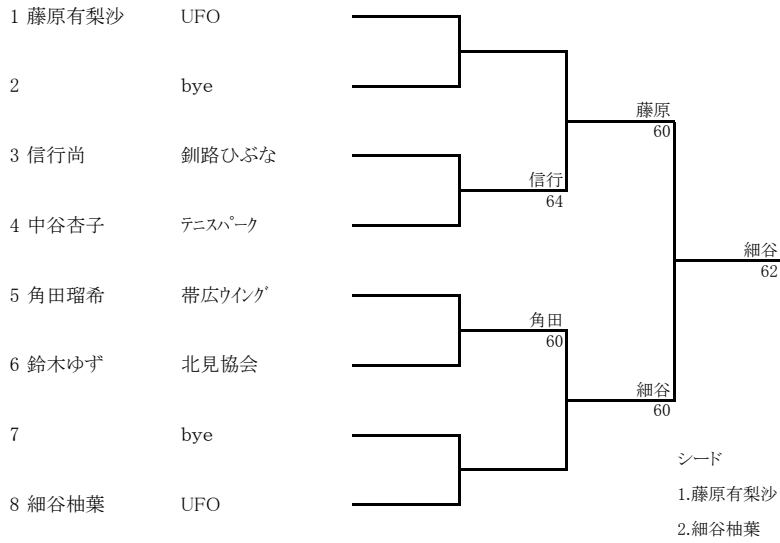 1 藤原有梨沙 UFO
2 bye
藤原
60
3 信行尚 釧路ひぶな
信行
64
4 中谷杏子 ﾃﾆｽﾊﾟｰｸ
細谷
62
5 角田瑠希 帯広ｳｲﾝｸﾞ
角田
60
6 鈴木ゆず 北見協会
細谷
60
7 bye
8 細谷柚葉 UFO
シード
1.藤原有梨沙
2.細谷柚葉